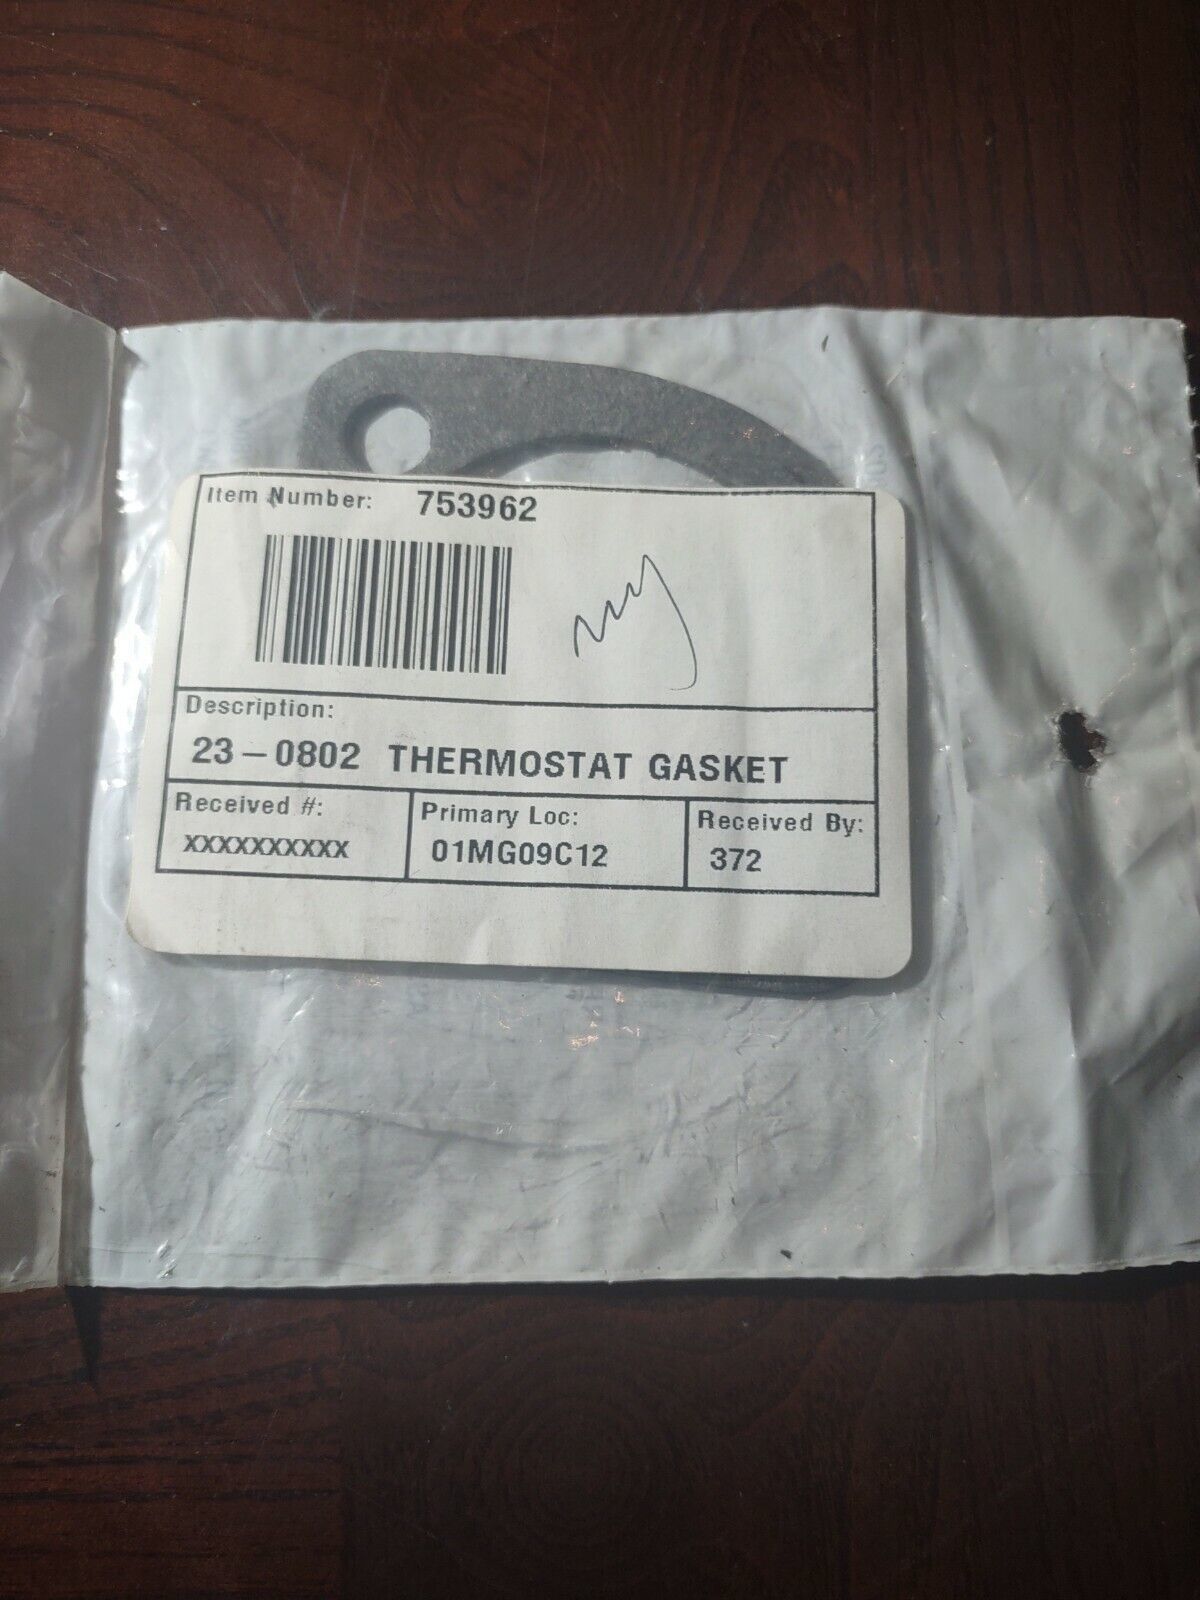 Item Number: 753962
Description:
23-0802 THERMOSTAT GASKET
Received #:
XXXXXXXXXX
Primary Loc:
01MG09C12
Received By:
372